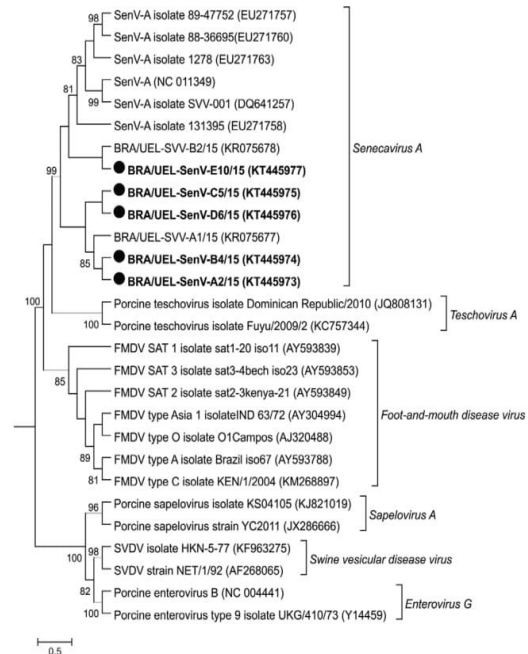 98
SenV-A isolate 89-47752 (EU271757)
SenV-A isolate 88-36695(EU271760)
83
SenV-A isolate 1278 (EU271763)
81
SenV-A (NC 011349)
99
SenV-A isolate SVV-001 (DQ641257)
SenV-A isolate 131395 (EU271758)
BRA/UEL-SVV-B2/15 (KR075678)
Senecavirus A
99
BRA/UEL-SenV-E10/15 (KT445977)
BRA/UEL-SenV-C5/15 (KT445975)
BRA/UEL-SenV-D6/15 (KT445976)
BRA/UEL-SVV-A1/15 (KR075677)
85
BRA/UEL-SenV-B4/15 (KT445974)
BRA/UEL-SenV-A2/15 (KT445973)
100
Porcine teschovirus isolate Dominican Republic/2010 (JQ808131)
Teschovirus A
100
Porcine teschovirus isolate Fuyu/2009/2 (KC757344)
FMDV SAT 1 isolate sat1-20 iso11 (AY593839)
85
FMDV SAT 3 isolate sat3-4bech iso23 (AY593853)
FMDV SAT 2 isolate sat2-3kenya-21 (AY593849)
FMDV type Asia 1 isolateIND 63/72 (AY304994)
Foot-and-mouth disease virus
FMDV type O isolate O1Campos (AJ320488)
89
FMDV type A isolate Brazil iso67 (AY593788)
81
FMDV type C isolate KEN/1/2004 (KM268897)
96
Porcine sapelovirus isolate KS04105 (KJ821019)
Sapelovirus A
Porcine sapelovirus strain YC2011 (JX286666)
100
98
SVDV isolate HKN-5-77 (KF963275)
Swine vesicular disease virus
SVDV strain NET/1/92 (AF268065)
82
Porcine enterovirus B (NC 004441)
Enterovirus G
100
Porcine enterovirus type 9 isolate UKG/410/73 (Y14459)
0.5